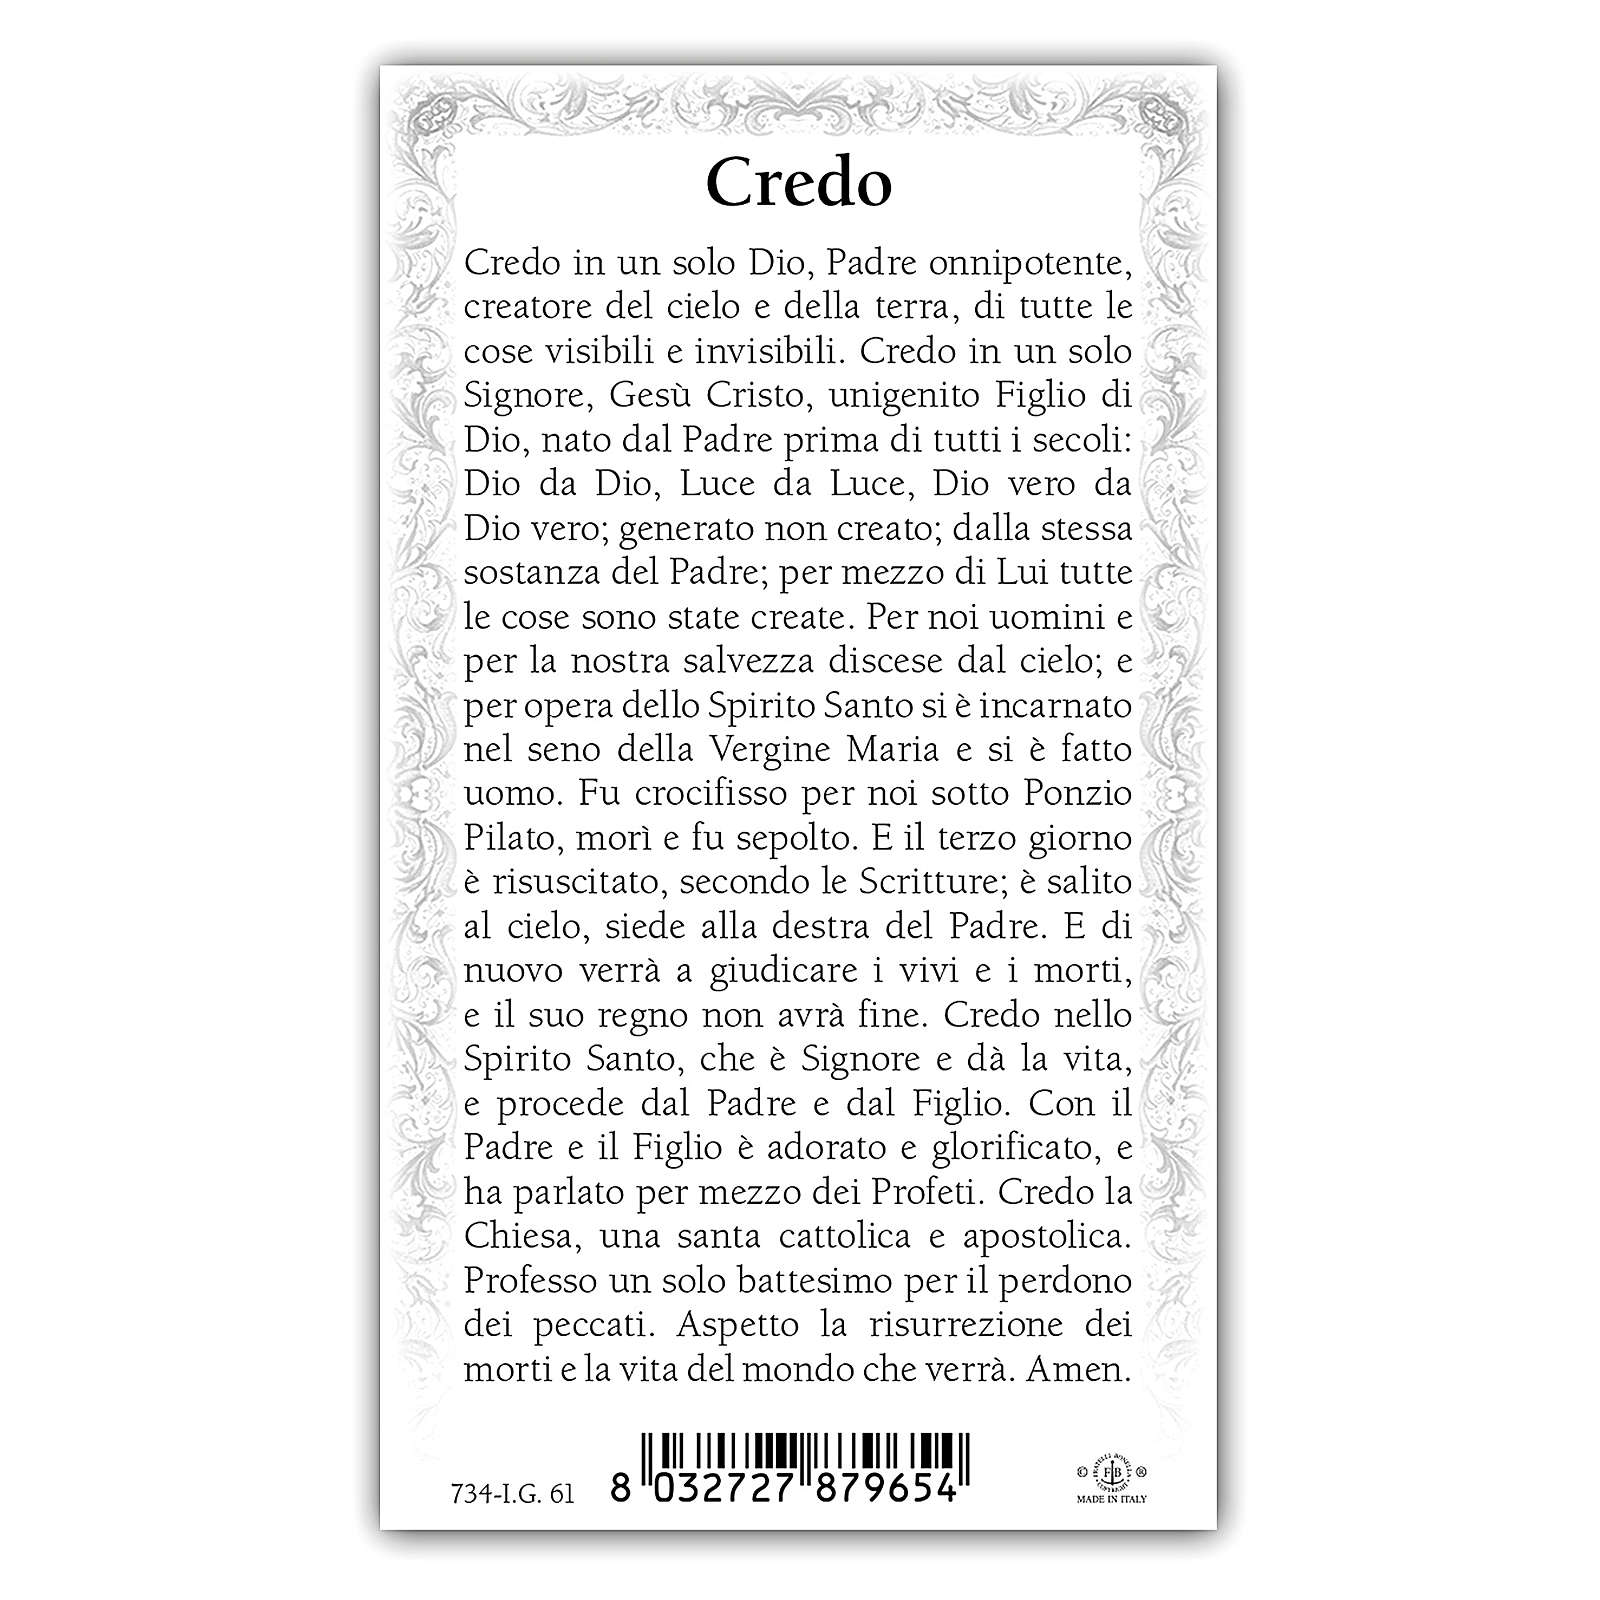 Credo
Credo in un solo Dio, Padre onnipotente,
creatore del cielo e della terra, di tutte le
cose visibili e invisibili. Credo in un solo
Signore, Gesù Cristo, unigenito Figlio di
Dio, nato dal Padre prima di tutti i secoli:
Dio da Dio, Luce da Luce, Dio vero da
Dio vero; generato non creato; dalla stessa
sostanza del Padre; per mezzo di Lui tutte
le cose sono state create. Per noi uomini e
per la nostra salvezza discese dal cielo; e
per opera dello Spirito Santo si è incarnato
nel seno della Vergine Maria e si è fatto
uomo. Fu crocifisso per noi sotto Ponzio
Pilato, morì e fu sepolto. E il terzo giorno
è risuscitato, secondo le Scritture; è salito
al cielo, siede alla destra del Padre. E di
nuovo verrà a giudicare i vivi e i morti,
e il suo regno non avrà fine. Credo nello
Spirito Santo, che è Signore e dà la vita,
e procede dal Padre e dal Figlio. Con il
Padre e il Figlio è adorato e glorificato, e
ha parlato per mezzo dei Profeti. Credo la
Chiesa, una santa cattolica e apostolica.
Professo un solo battesimo per il perdono
dei peccati. Aspetto la risurrezione dei
morti e la vita del mondo che verrà. Amen.
734-I.G. 61
8 032727 879654
© FRATELLI BONELLA COPYRIGHT FB ®
MADE IN ITALY